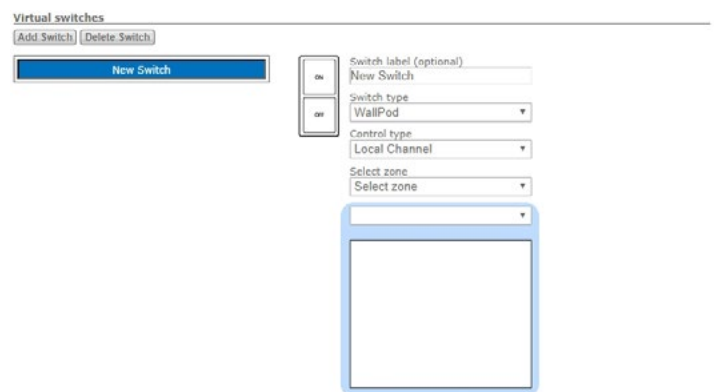 Virtual switches
Add Switch Delete Switch
New Switch
ON
OFF
Switch label (optional)
New Switch
Switch type
WallPod
Control type
Local Channel
Select zone
Select zone